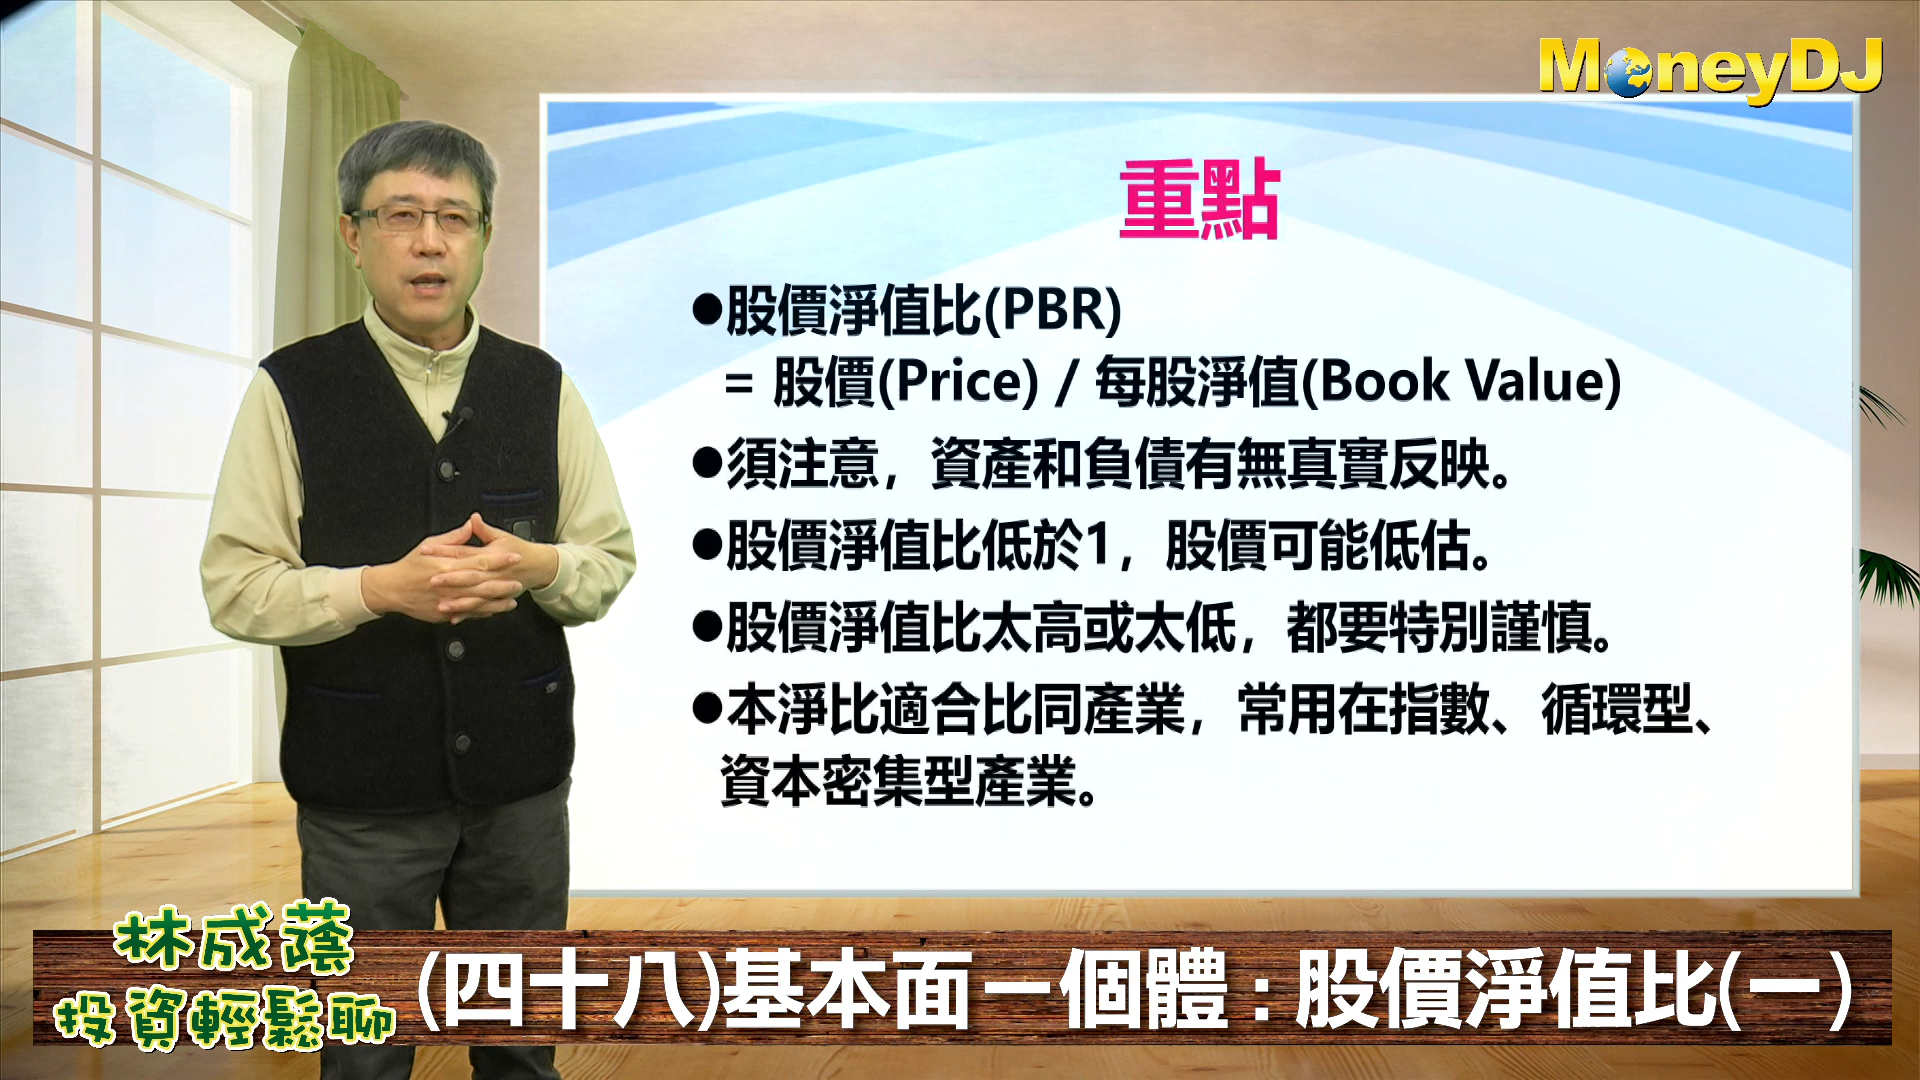 MoneyDJ
重點
●股價淨值比(PBR)
= 股價(Price) / 每股淨值(Book Value)
●須注意，資產和負債有無真實反映。
●股價淨值比低於1，股價可能低估。
●股價淨值比太高或太低，都要特別謹慎。
●本淨比適合比同產業，常用在指數、循環型、
資本密集型產業。
林成蔭
投資輕鬆聊
(四十八)基本面－個體：股價淨值比(一)